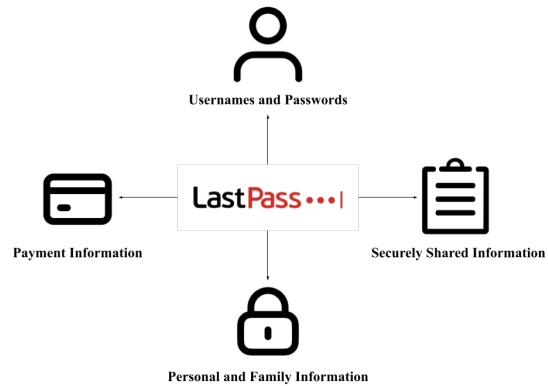 Usernames and Passwords
LastPass
Payment Information
Securely Shared Information
Personal and Family Information